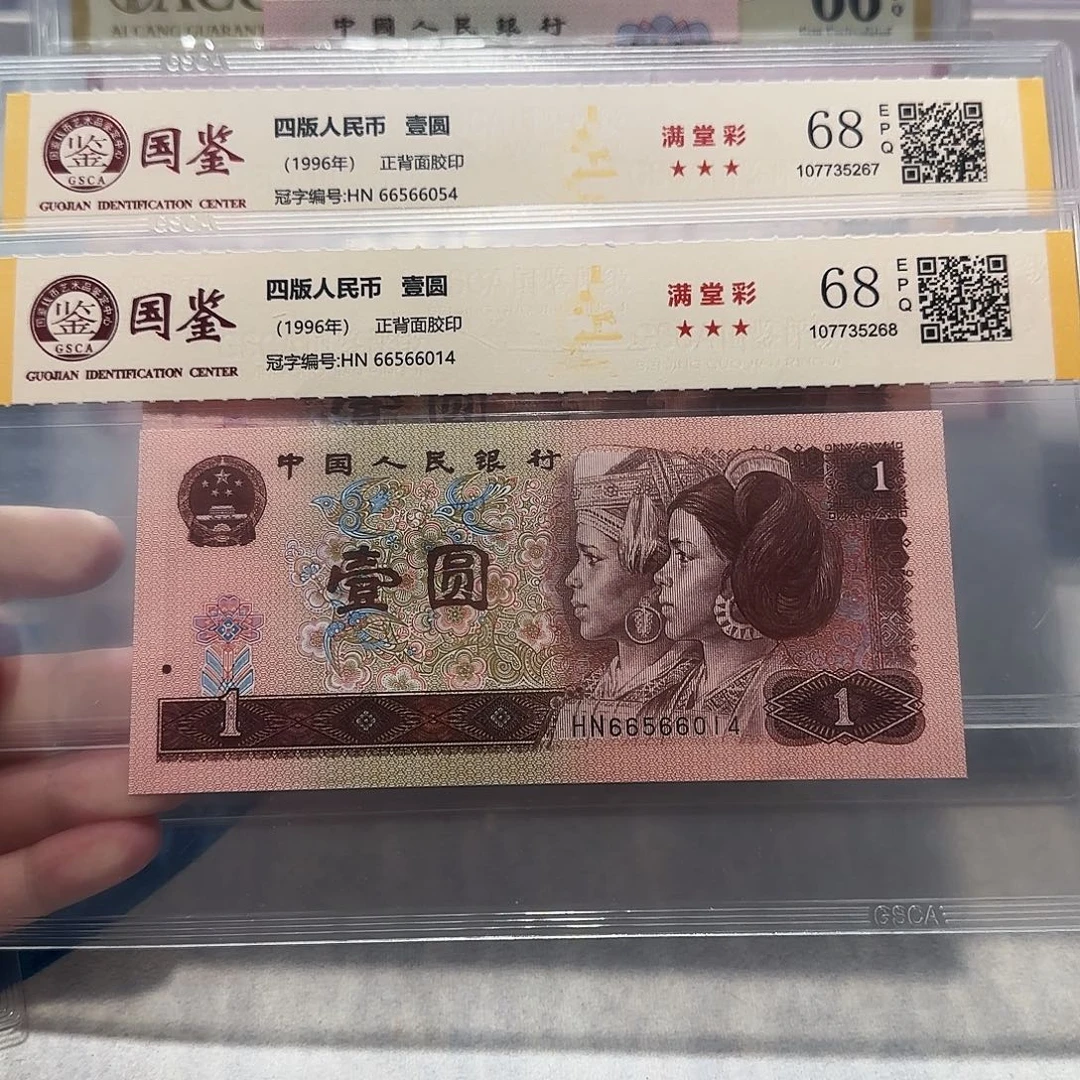 中国人民银行
66
国鉴
GSCA
GUOJIAN IDENTIFICATION CENTER
四版人民币 壹圆
(1996年) 正背面胶印
冠字编号:HN 66566054
满堂彩
★★★
68
EPQ
107735267
国鉴
GSCA
GUOJIAN IDENTIFICATION CENTER
四版人民币 壹圆
(1996年) 正背面胶印
冠字编号:HN 66566014
满堂彩
★★★
68
EPQ
107735268
中國人民銀行
壹圆
1
1
HN66566014
1
GSCA